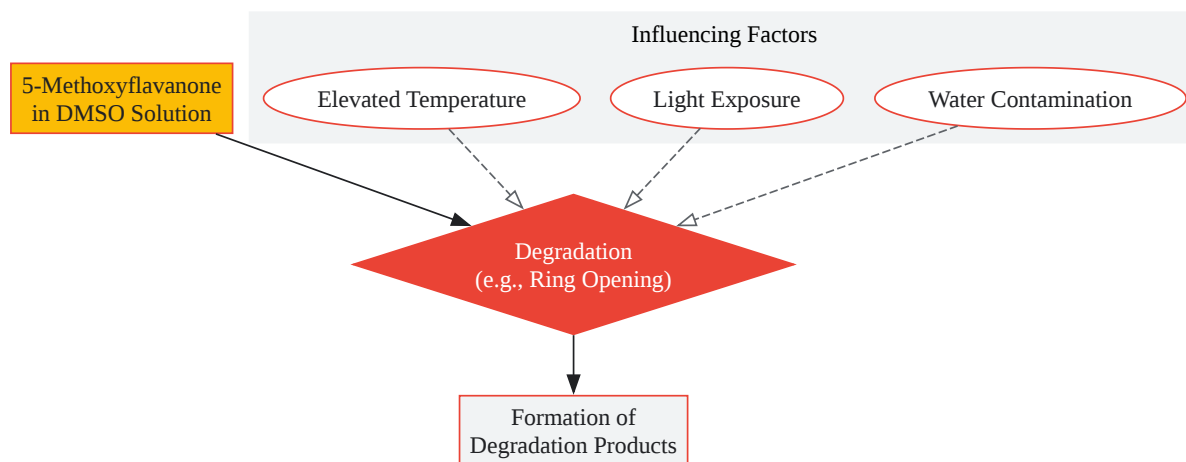 Influencing Factors
5-Methoxyflavanone
in DMSO Solution
Elevated Temperature
Light Exposure
Water Contamination
Degradation
(e.g., Ring Opening)
Formation of
Degradation Products